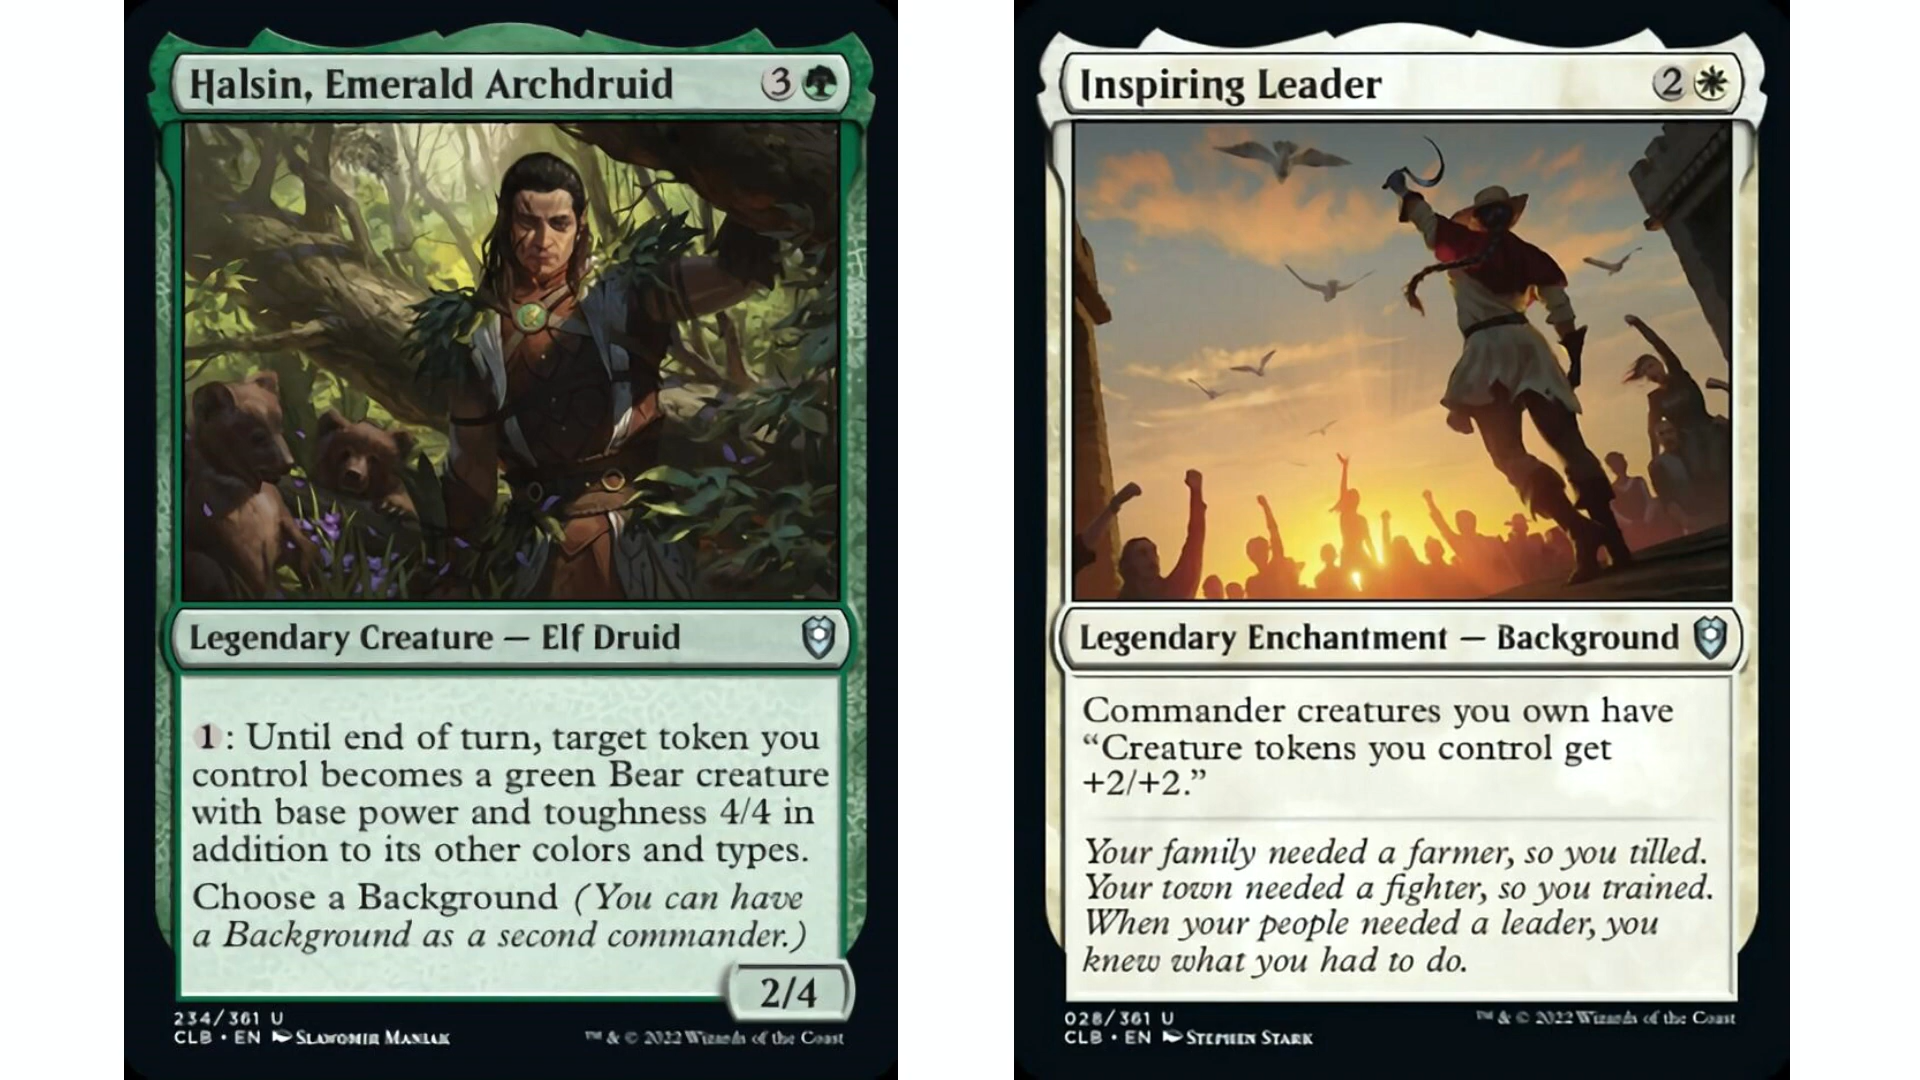 Halsin, Emerald Archdruid 3
Legendary Creature — Elf Druid
1: Until end of turn, target token you
control becomes a green Bear creature
with base power and toughness 4/4 in
addition to its other colors and types.
Choose a Background (You can have
a Background as a second commander.)
2/4
234/361 U
CLB • EN SLAWOMIR MANIAK
™ & © 2022 Wizards of the Coast
Inspiring Leader 2
Legendary Enchantment — Background
Commander creatures you own have
“Creature tokens you control get
+2/+2.”
Your family needed a farmer, so you tilled.
Your town needed a fighter, so you trained.
When your people needed a leader, you
knew what you had to do.
028/361 U
CLB • EN STEPHEN STARK
™ & © 2022 Wizards of the Coast